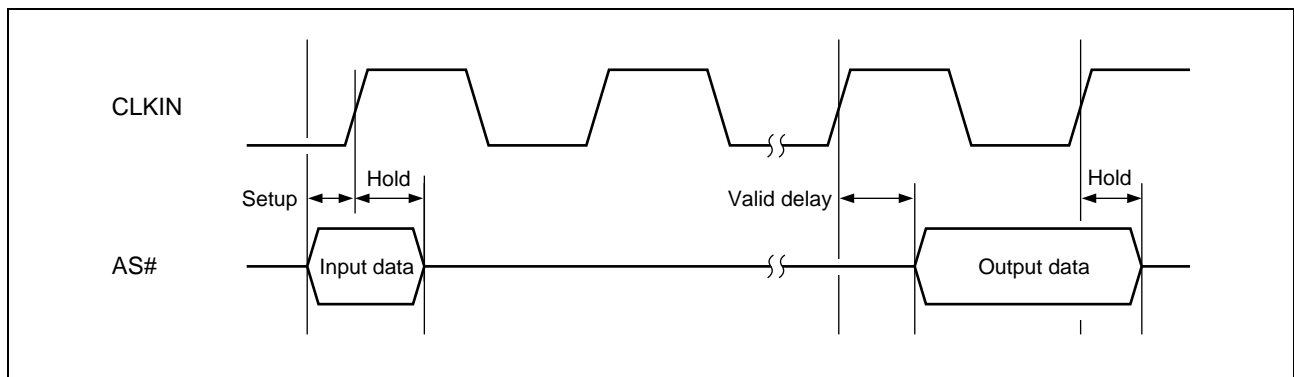 CLKIN
Hold
Setup
Valid delay
Hold
AS#
Input data
Output data